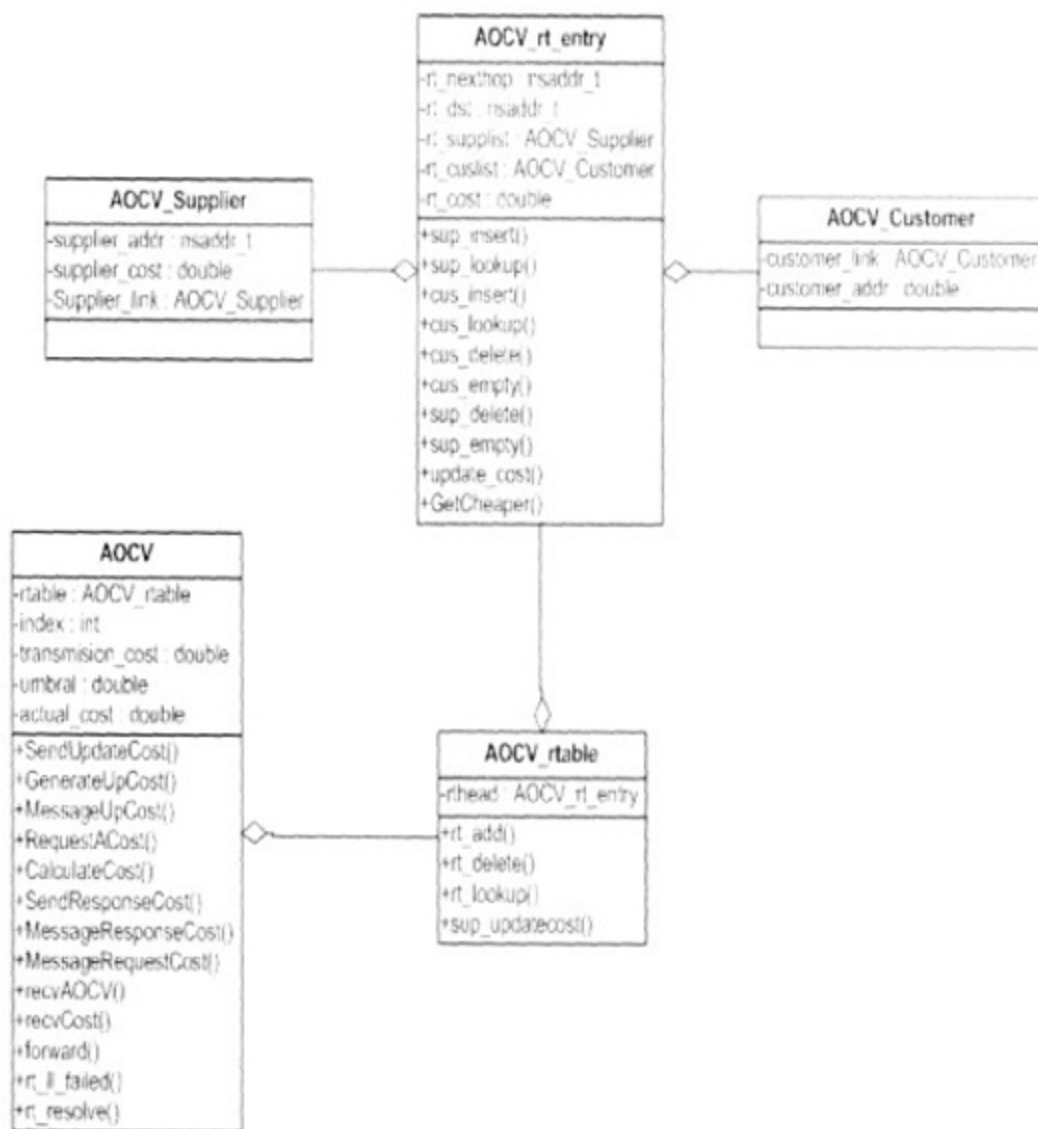 AOCV_rt_entry
-rt_nexthop : nsaddr_t
-rt_dst : nsaddr_t
-rt_supplist : AOCV_Supplier
-rt_cuslist : AOCV_Customer
-rt_cost : double
+sup_insert()
+sup_lookup()
+cus_insert()
+cus_lookup()
+cus_delete()
+cus_empty()
+sup_delete()
+sup_empty()
+update_cost()
+GetCheaper()
AOCV_Supplier
-supplier_addr : nsaddr_t
-supplier_cost : double
-Supplier_link : AOCV_Supplier
AOCV_Customer
-customer_link : AOCV_Customer
-customer_addr : double
AOCV
-rtable : AOCV_rtable
-index : int
-transmision_cost : double
-umbral : double
-actual_cost : double
+SendUpdateCost()
+GenerateUpCost()
+MessageUpCost()
+RequestACost()
+CalculateCost()
+SendResponseCost()
+MessageResponseCost()
+MessageRequestCost()
+recvAOCV()
+recvCost()
+forward()
+rt_ll_failed()
+rt_resolve()
AOCV_rtable
-rthead : AOCV_rt_entry
+rt_add()
+rt_delete()
+rt_lookup()
+sup_updatecost()